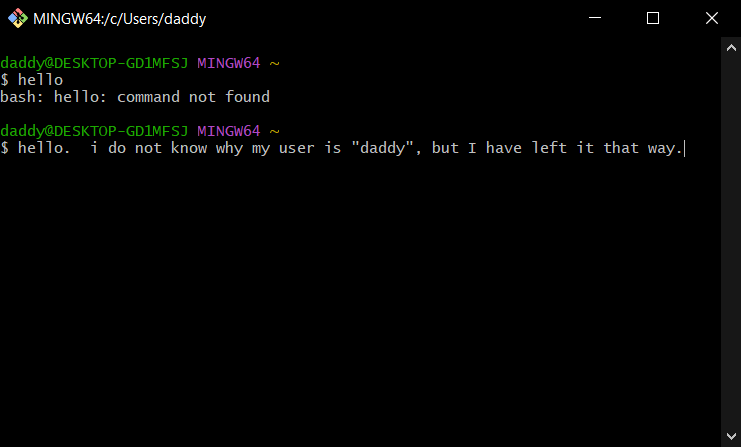 MINGW64:/c/Users/daddy
daddy@DESKTOP-GD1MFSJ MINGW64 ~
$ hello
bash: hello: command not found
daddy@DESKTOP-GD1MFSJ MINGW64 ~
$ hello.  i do not know why my user is "daddy", but I have left it that way.